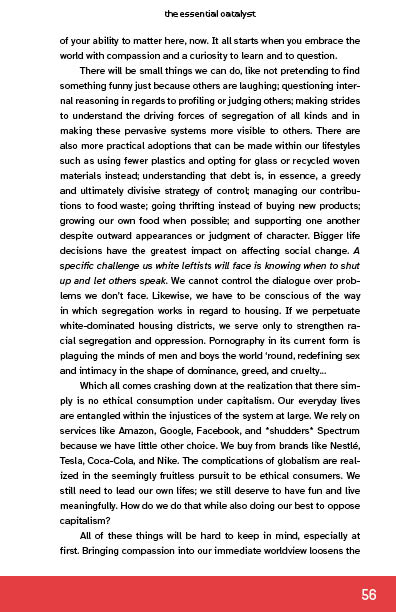 the essential catalyst
of your ability to matter here, now. It all starts when you embrace the
world with compassion and a curiosity to learn and to question.
There will be small things we can do, like not pretending to find
something funny just because others are laughing; questioning inter-
nal reasoning in regards to profiling or judging others; making strides
to understand the driving forces of segregation of all kinds and in
making these pervasive systems more visible to others. There are
also more practical adoptions that can be made within our lifestyles
such as using fewer plastics and opting for glass or recycled woven
materials instead; understanding that debt is, in essence, a greedy
and ultimately divisive strategy of control; managing our contribu-
tions to food waste; going thrifting instead of buying new products;
growing our own food when possible; and supporting one another
despite outward appearances or judgment of character. Bigger life
decisions have the greatest impact on affecting social change. A
specific challenge us white leftists will face is knowing when to shut
up and let others speak. We cannot control the dialogue over prob-
lems we don't face. Likewise, we have to be conscious of the way
in which segregation works in regard to housing. If we perpetuate
white-dominated housing districts, we serve only to strengthen ra-
cial segregation and oppression. Pornography in its current form is
plaguing the minds of men and boys the world 'round, redefining sex
and intimacy in the shape of dominance, greed, and cruelty...
Which all comes crashing down at the realization that there sim-
ply is no ethical consumption under capitalism. Our everyday lives
are entangled within the injustices of the system at large. We rely on
services like Amazon, Google, Facebook, and *shudders* Spectrum
because we have little other choice. We buy from brands like Nestlé,
Tesla, Coca-Cola, and Nike. The complications of globalism are real-
ized in the seemingly fruitless pursuit to be ethical consumers. We
still need to lead our own lifes; we still deserve to have fun and live
meaningfully. How do we do that while also doing our best to oppose
capitalism?
All of these things will be hard to keep in mind, especially at
first. Bringing compassion into our immediate worldview loosens the
56